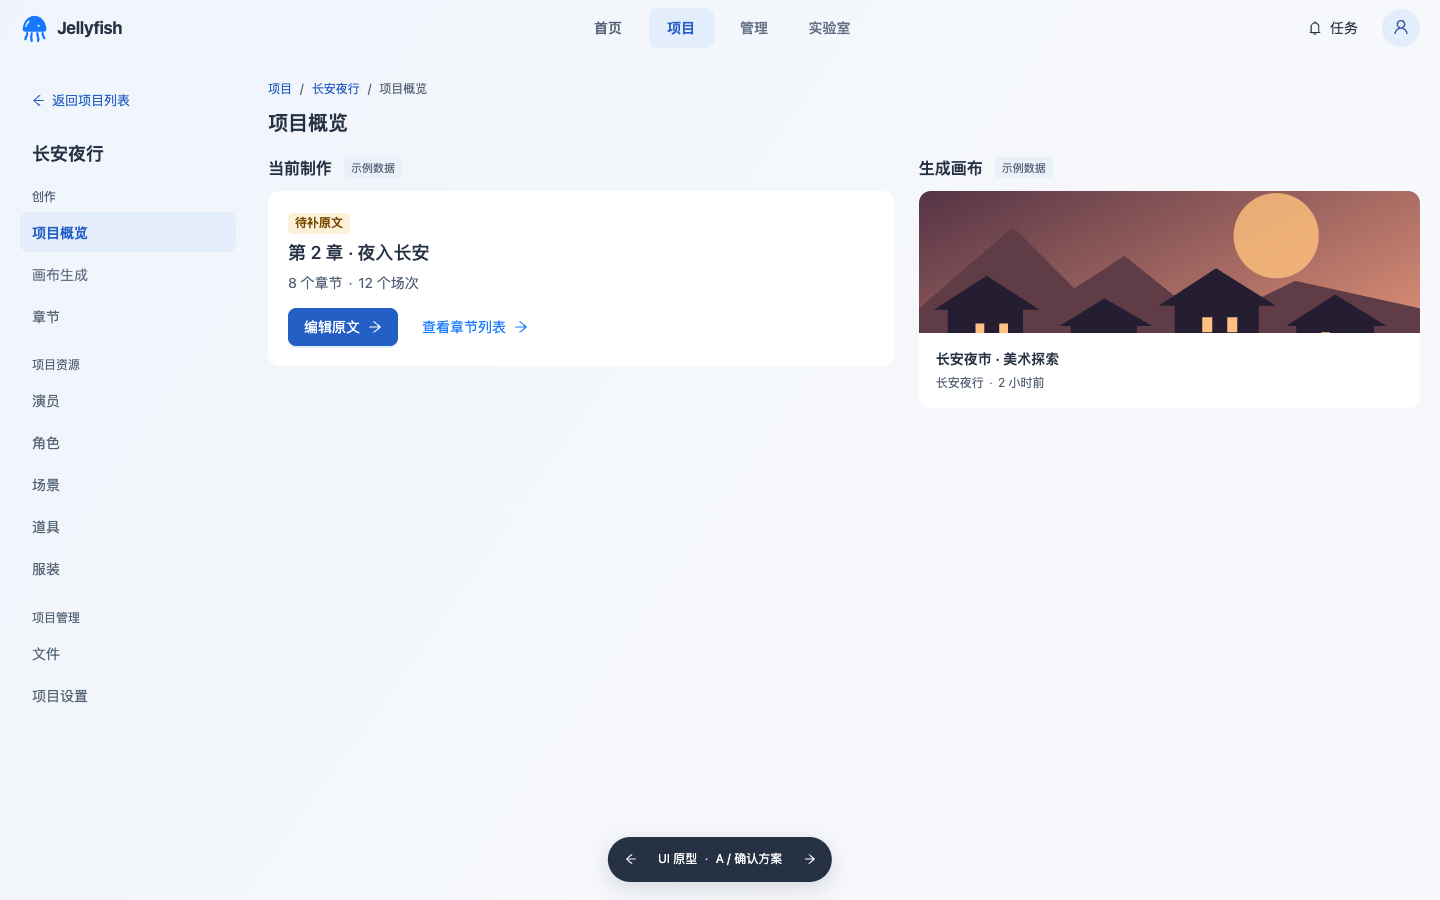 Jellyfish
首页
项目
管理
实验室
任务
返回项目列表
长安夜行
创作
项目概览
画布生成
章节
项目资源
演员
角色
场景
道具
服装
项目管理
文件
项目设置
项目 / 长安夜行 / 项目概览
项目概览
当前制作 示例数据
待补原文
第 2 章 · 夜入长安
8 个章节 · 12 个场次
编辑原文
查看章节列表
生成画布 示例数据
长安夜市 · 美术探索
长安夜行 · 2 小时前
UI 原型 · A / 确认方案